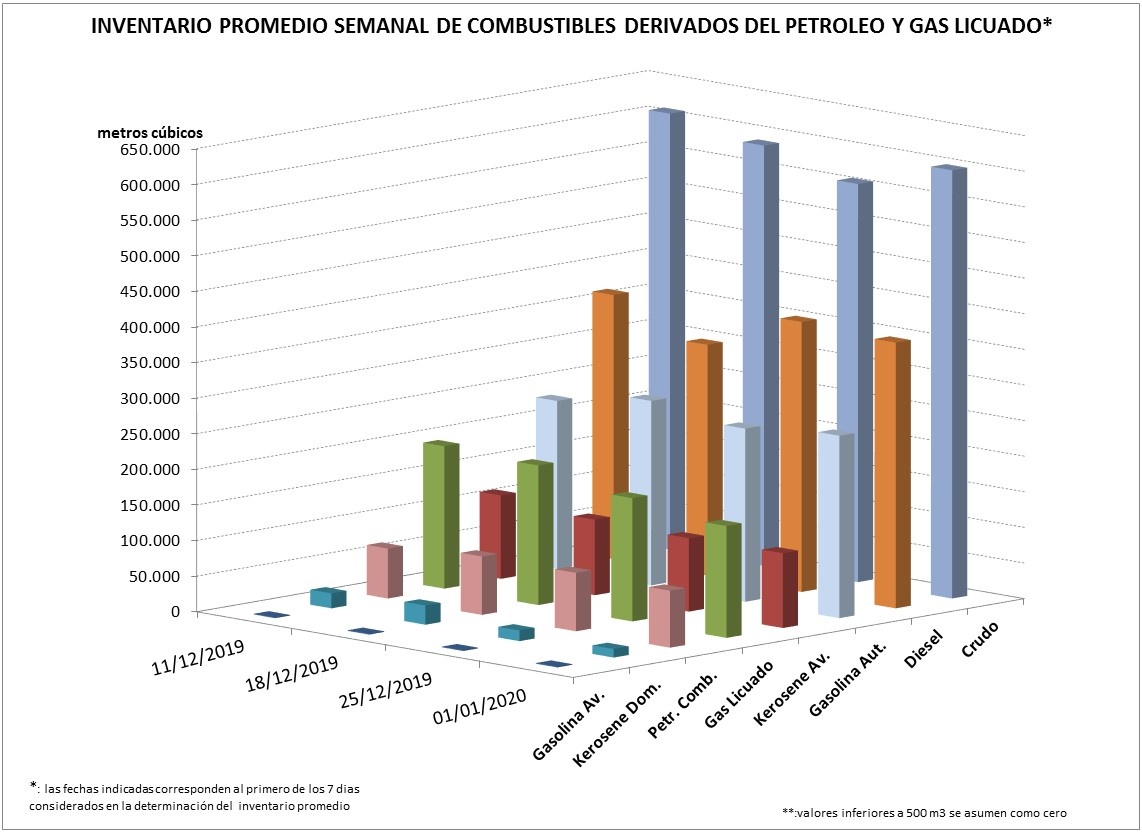 INVENTARIO PROMEDIO SEMANAL DE COMBUSTIBLES DERIVADOS DEL PETROLEO Y GAS LICUADO*
metros cúbicos
650.000
600.000
550.000
500.000
450.000
400.000
350.000
300.000
250.000
200.000
150.000
100.000
50.000
0
11/12/2019
18/12/2019
25/12/2019
01/01/2020
Gasolina Av.
Kerosene Dom.
Petr. Comb.
Gas Licuado
Kerosene Av.
Gasolina Aut.
Diesel
Crudo
*: las fechas indicadas corresponden al primero de los 7 dias
considerados en la determinación del inventario promedio
**:valores inferiores a 500 m3 se asumen como cero